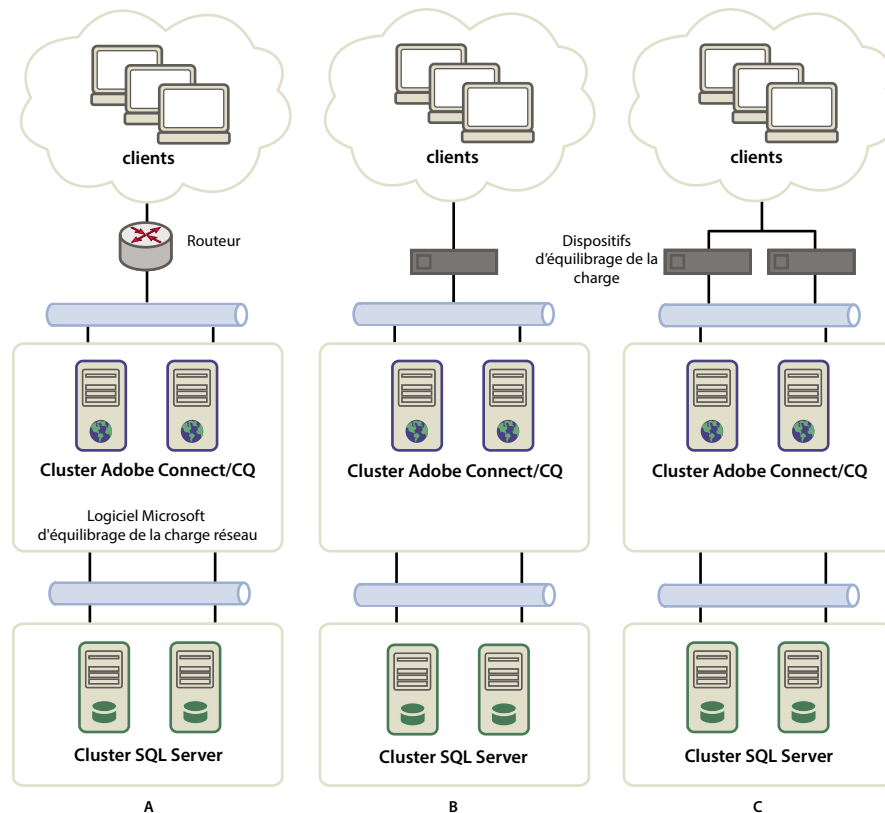 clients
clients
clients
Routeur
Dispositifs
d’équilibrage de la
charge
Cluster Adobe Connect/CQ
Cluster Adobe Connect/CQ
Cluster Adobe Connect/CQ
Logiciel Microsoft
d'équilibrage de la charge réseau
Cluster SQL Server
Cluster SQL Server
Cluster SQL Server
A
B
C